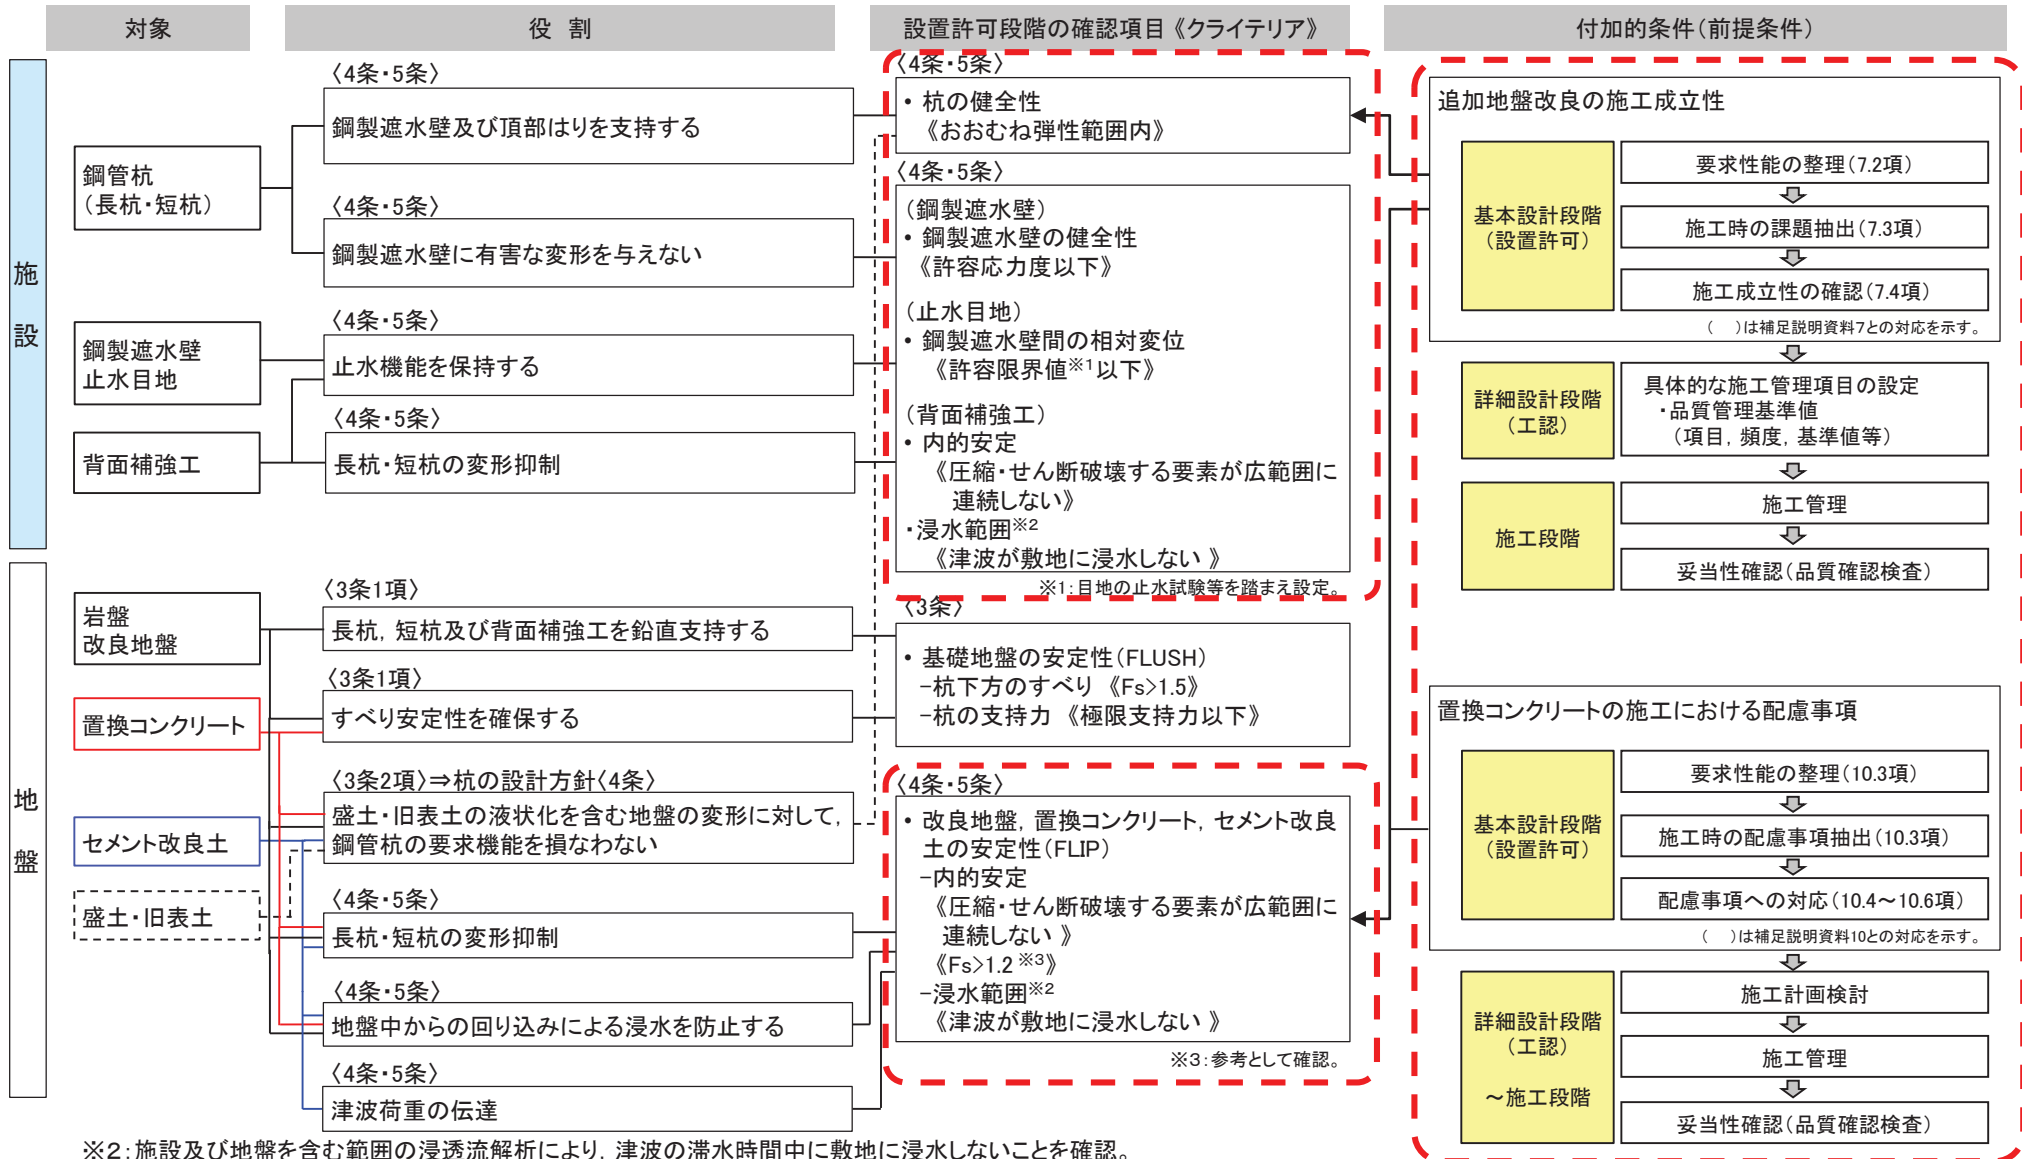 対象
役 割
設置許可段階の確認項目《クライテリア》
付加的条件(前提条件)
施設
鋼管杭
(長杭・短杭)
鋼製遮水壁
止水目地
背面補強工
〈4条・5条〉
鋼製遮水壁及び頂部はりを支持する
〈4条・5条〉
鋼製遮水壁に有害な変形を与えない
〈4条・5条〉
止水機能を保持する
〈4条・5条〉
長杭・短杭の変形抑制
〈4条・5条〉
・杭の健全性
《おおむね弾性範囲内》
〈4条・5条〉
(鋼製遮水壁)
・鋼製遮水壁の健全性
《許容応力度以下》
(止水目地)
・鋼製遮水壁間の相対変位
《許容限界値※1以下》
(背面補強工)
・内的安定
《圧縮・せん断破壊する要素が広範囲に
連続しない》
・浸水範囲※2
《津波が敷地に浸水しない 》
※1:目地の止水試験等を踏まえ設定。
地盤
岩盤
改良地盤
置換コンクリート
セメント改良土
盛土・旧表土
〈3条1項〉
長杭，短杭及び背面補強工を鉛直支持する
〈3条1項〉
すべり安定性を確保する
〈3条2項〉⇒杭の設計方針〈4条〉
盛土・旧表土の液状化を含む地盤の変形に対して，
鋼管杭の要求機能を損なわない
〈4条・5条〉
長杭・短杭の変形抑制
〈4条・5条〉
地盤中からの回り込みによる浸水を防止する
〈4条・5条〉
津波荷重の伝達
〈3条〉
・基礎地盤の安定性(FLUSH)
-杭下方のすべり 《Fs>1.5》
-杭の支持力 《極限支持力以下》
〈4条・5条〉
・改良地盤，置換コンクリート，セメント改良
土の安定性(FLIP)
-内的安定
《圧縮・せん断破壊する要素が広範囲に
連続しない 》
《Fs>1.2 ※3》
-浸水範囲※2
《津波が敷地に浸水しない 》
※3:参考として確認。
追加地盤改良の施工成立性
基本設計段階
(設置許可)
要求性能の整理(7.2項)
施工時の課題抽出(7.3項)
施工成立性の確認(7.4項)
( )は補足説明資料7との対応を示す。
詳細設計段階
(工認)
具体的な施工管理項目の設定
・品質管理基準値
(項目，頻度，基準値等)
施工段階
施工管理
妥当性確認(品質確認検査)
置換コンクリートの施工における配慮事項
基本設計段階
(設置許可)
要求性能の整理(10.3項)
施工時の配慮事項抽出(10.3項)
配慮事項への対応(10.4～10.6項)
( )は補足説明資料10との対応を示す。
詳細設計段階
(工認)
～施工段階
施工計画検討
施工管理
妥当性確認(品質確認検査)
※2:施設及び地盤を含む範囲の浸透流解析により，津波の滞水時間中に敷地に浸水しないことを確認。